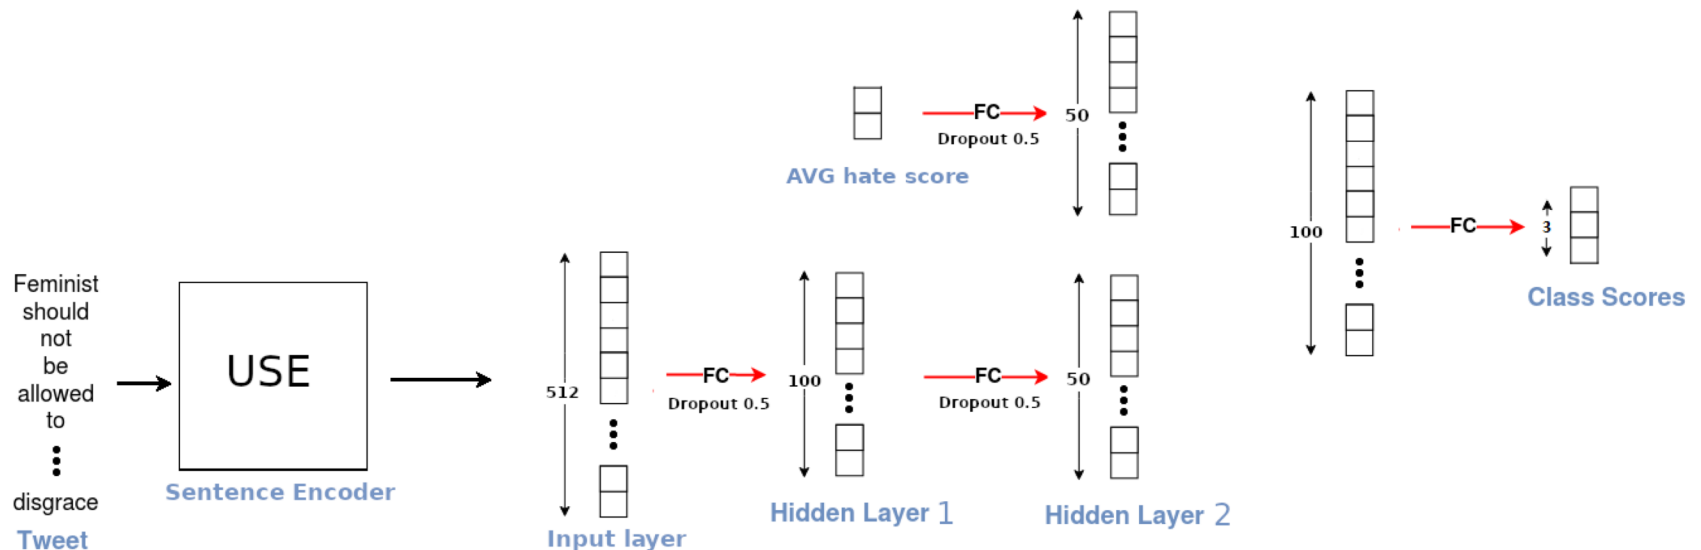 Feminist
should
not
be
allowed
to
disgrace
Tweet
USE
Sentence Encoder
512
Input layer
FC
Dropout 0.5
100
Hidden Layer 1
AVG hate score
FC
Dropout 0.5
50
FC
Dropout 0.5
50
Hidden Layer 2
100
FC
3
Class Scores